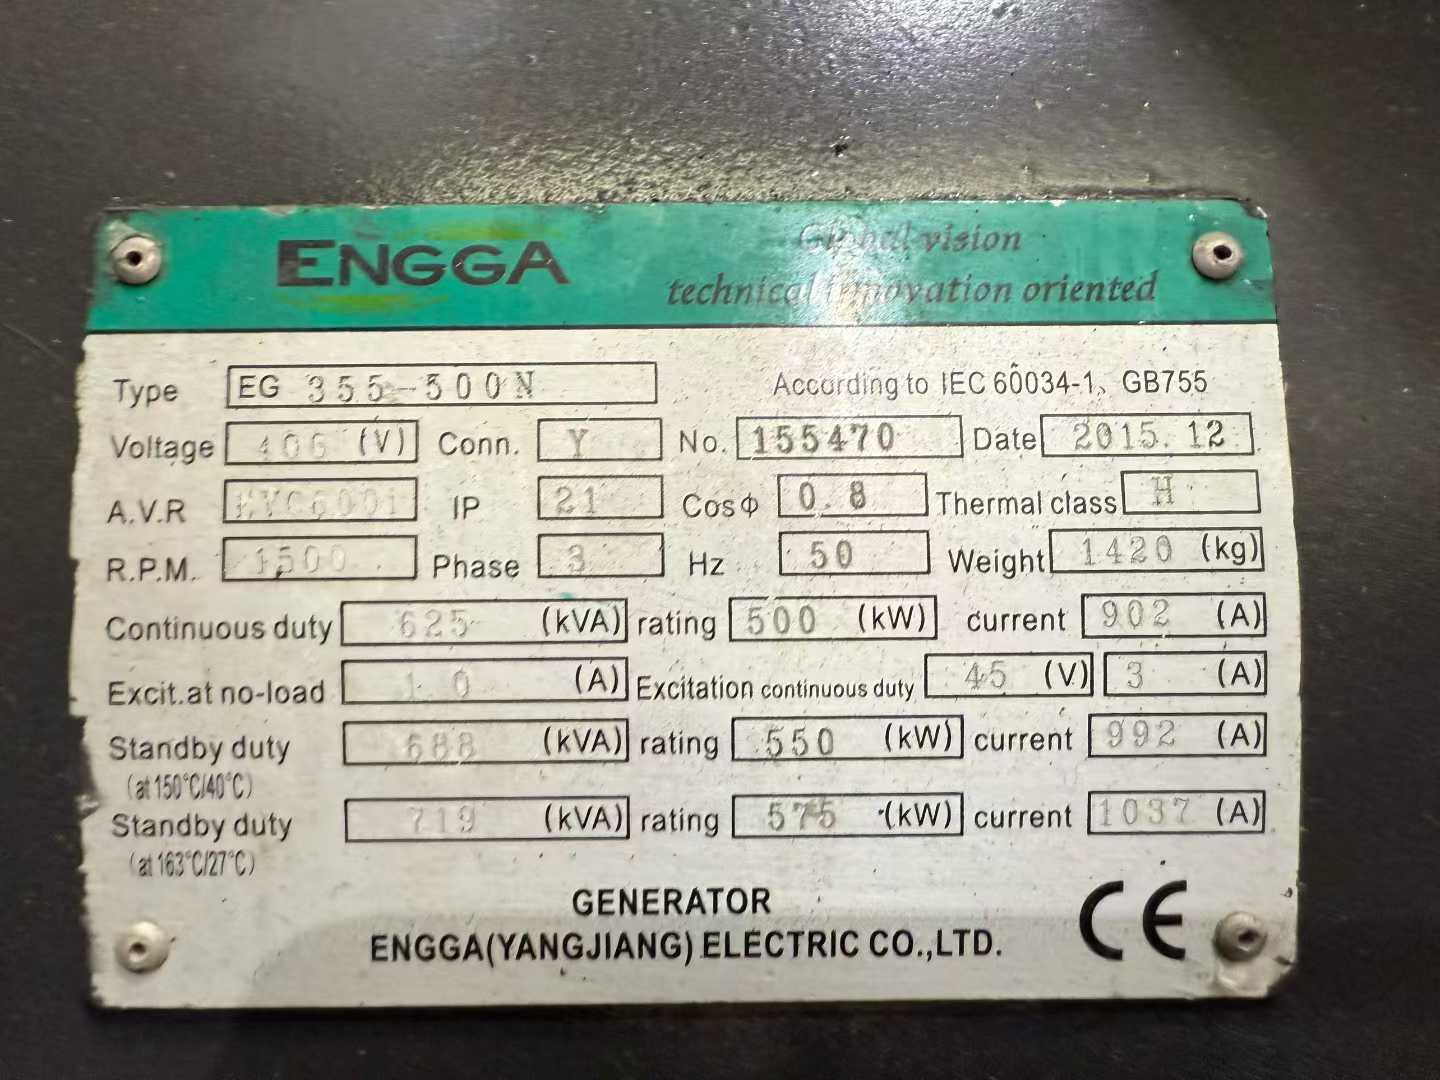 ENGGA
Global vision
technical innovation oriented
Type EG 355-500N According to IEC 60034-1、GB755
Voltage (V) Conn. Y No. 155470 Date 2015.12
A.V.R EVC600i IP 21 CosΦ 0.8 Thermal class H
R.P.M. 1500 Phase 3 Hz 50 Weight 1420 (kg)
Continuous duty 625 (kVA) rating 500 (kW) current 902 (A)
Excit.at no-load 1.0 (A) Excitation continuous duty 45 (V) 3 (A)
Standby duty 688 (kVA) rating 550 (kW) current 992 (A)
(at 150°C/40°C)
Standby duty 719 (kVA) rating 575 (kW) current 1037 (A)
(at 163°C/27°C)
GENERATOR
ENGGA(YANGJIANG) ELECTRIC CO.,LTD.
CE